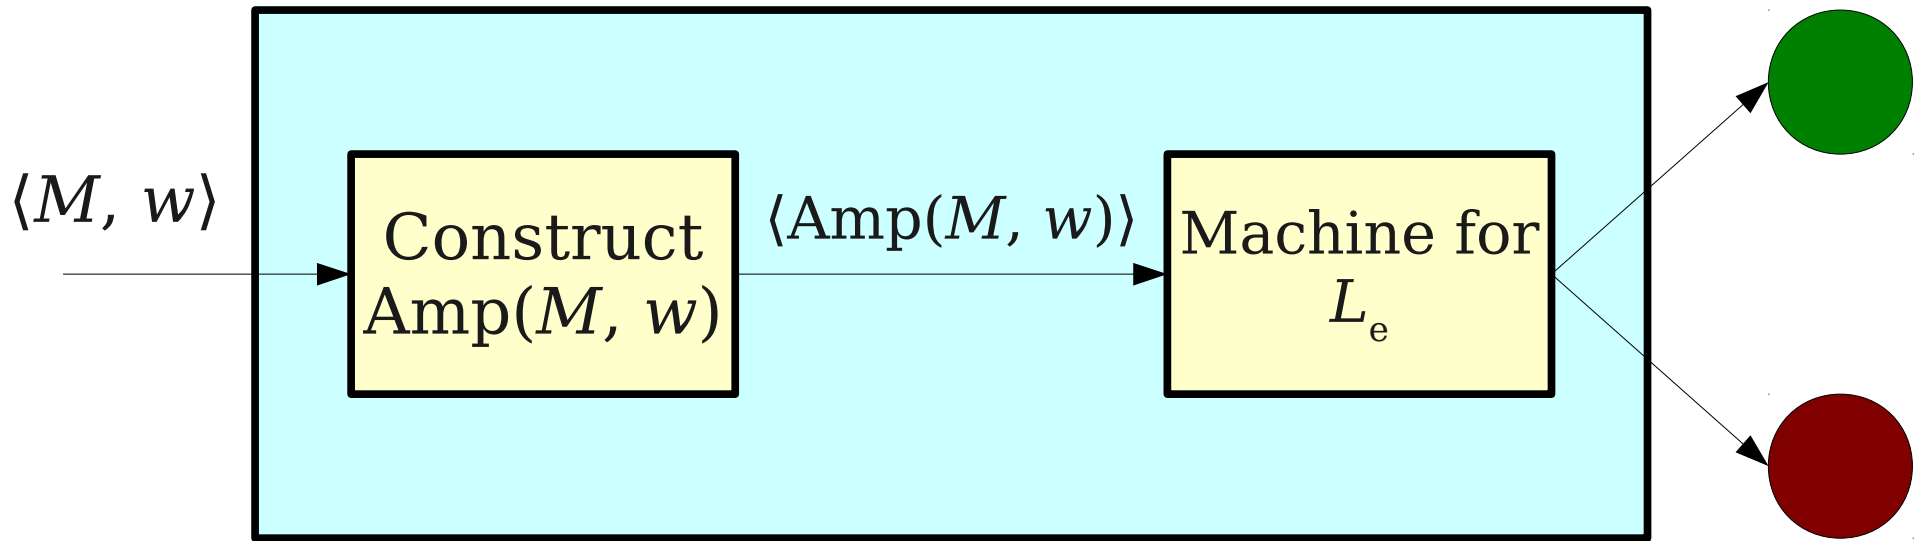 ⟨M, w⟩
Construct
Amp(M, w)
⟨Amp(M, w)⟩
Machine for
Le